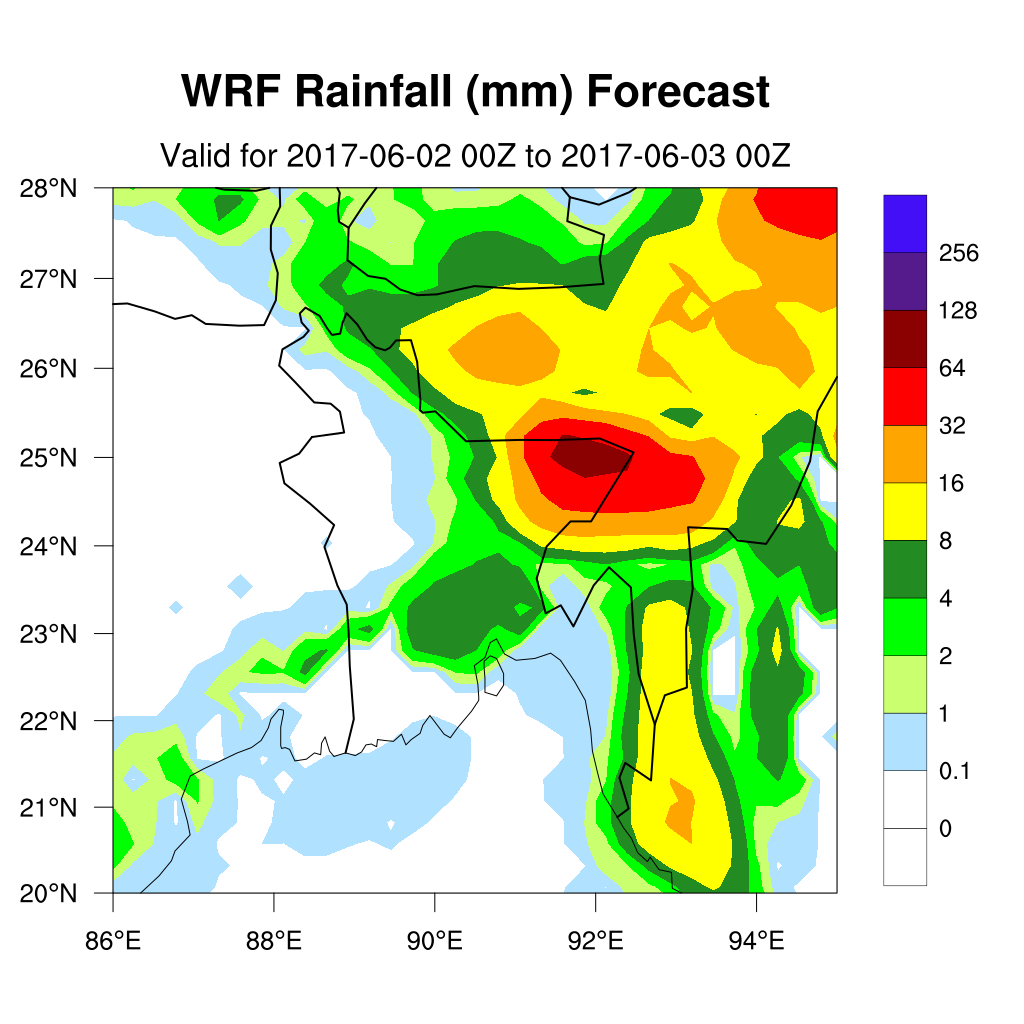 WRF Rainfall (mm) Forecast
Valid for 2017-06-02 00Z to 2017-06-03 00Z
28°N
27°N
26°N
25°N
24°N
23°N
22°N
21°N
20°N
86°E 88°E 90°E 92°E 94°E
256
128
64
32
16
8
4
2
1
0.1
0